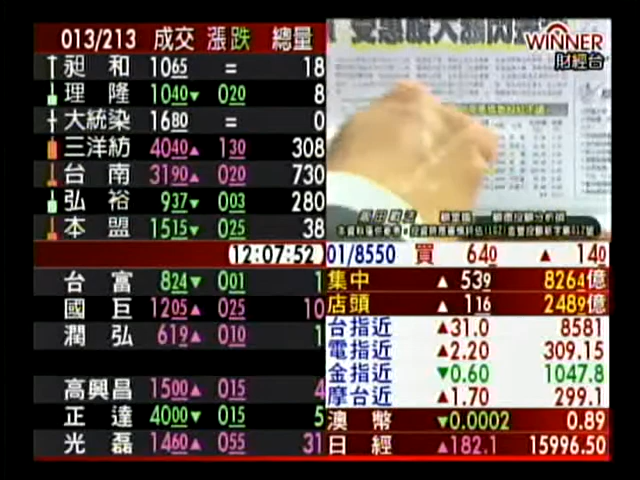 013/213 成交 漲跌 總量
昶和 1065 = 18
理隆 1040▼ 020 8
大統染 1680 = 0
三洋紡 4040▲ 130 308
台南 3190▲ 020 730
弘裕 937▼ 003 280
本盟 1515▼ 025 38
12:07:52
台富 824▼ 001 1
國巨 1205▲ 025 10
潤弘 619▲ 010 1
高興昌 1500▲ 015 4
正達 4000▼ 015 5
光磊 1460▲ 055 31
WINNER
財經台
01/8550 買 640 ▲ 140
集中 ▲ 539 8264億
店頭 ▲ 116 2489億
台指近 ▲31.0 8581
電指近 ▲2.20 309.15
金指近 ▼0.60 1047.8
摩台近 ▲1.70 299.1
澳幣 ▼0.0002 0.89
日經 ▲182.1 15996.50